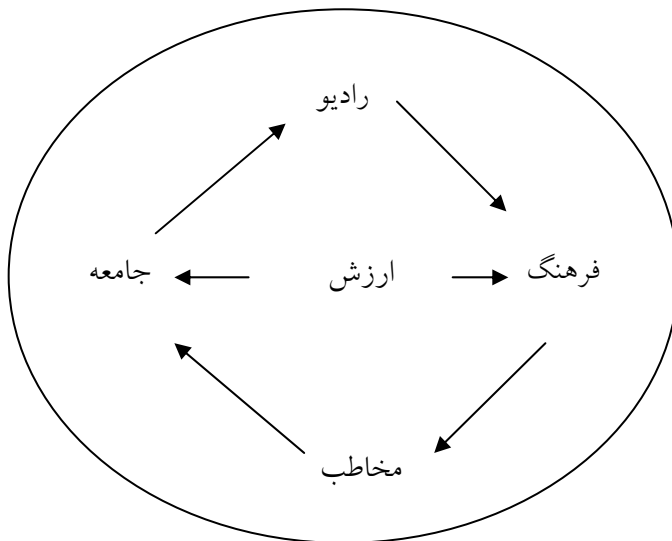 رادیو
فرهنگ
ارزش
جامعه
مخاطب